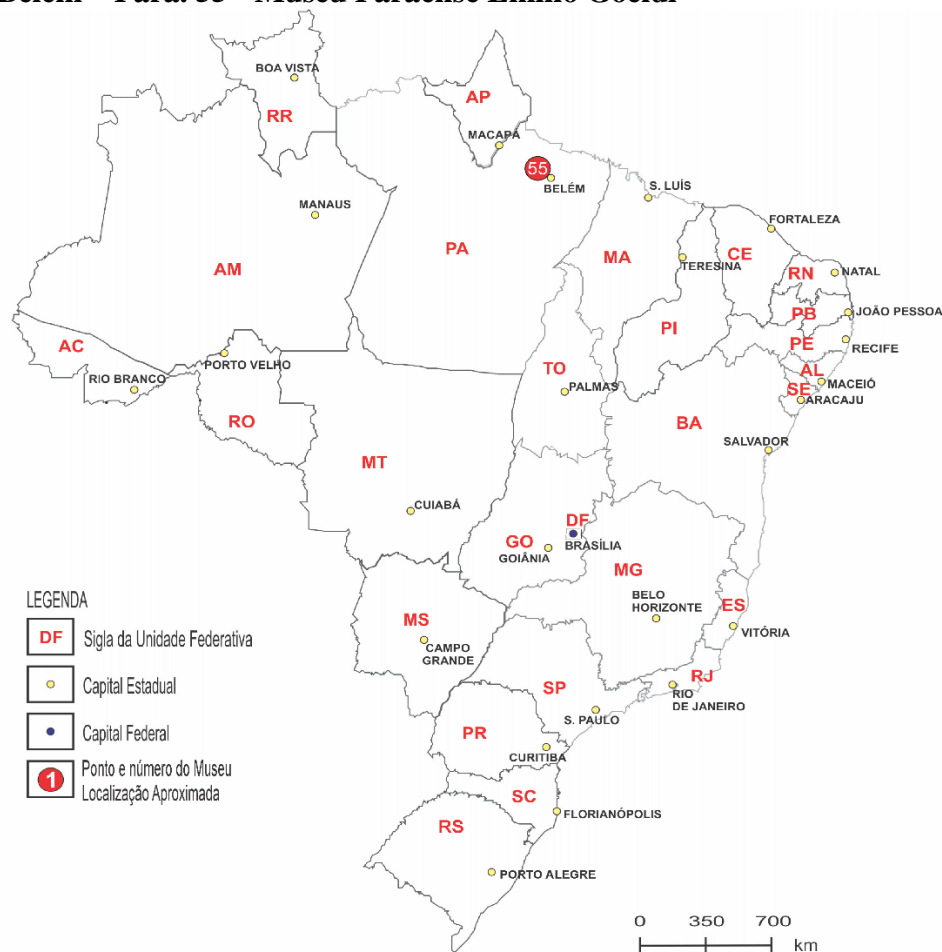 Belém – Pará. 55 - Museu Paraense Emílio Goeldi
BOA VISTA
RR
AP
MACAPÁ
55
BELÉM
S. LUÍS
MANAUS
FORTALEZA
PA
MA
CE
TERESINA
AM
RN
NATAL
PB
JOÃO PESSOA
PI
PE
RECIFE
AC
PORTO VELHO
TO
AL
RIO BRANCO
PALMAS
SE
MACEIÓ
ARACAJU
RO
BA
SALVADOR
MT
CUIABÁ
DF
GO
BRASÍLIA
GOIÂNIA
MG
BELO
HORIZONTE
ES
VITÓRIA
MS
CAMPO
GRANDE
RJ
SP
RIO
DE JANEIRO
S. PAULO
PR
CURITIBA
SC
FLORIANÓPOLIS
RS
PORTO ALEGRE
LEGENDA
DF Sigla da Unidade Federativa
Capital Estadual
Capital Federal
1 Ponto e número do Museu
Localização Aproximada
0 350 700
km